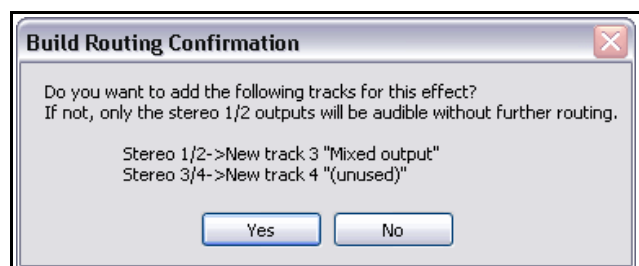 Build Routing Confirmation
Do you want to add the following tracks for this effect?
If not, only the stereo 1/2 outputs will be audible without further routing.
Stereo 1/2->New track 3 "Mixed output"
Stereo 3/4->New track 4 "(unused)"
Yes
No